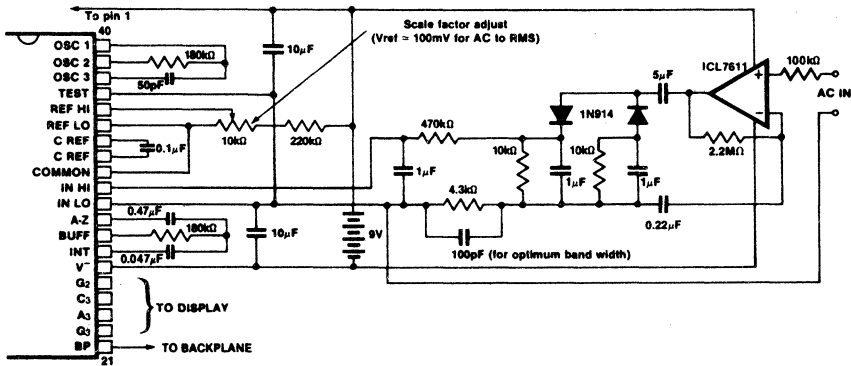 To pin 1
40
OSC 1
OSC 2
OSC 3
TEST
REF HI
REF LO
C REF
C REF
COMMON
IN HI
IN LO
A-Z
BUFF
INT
V⁻
G2
C3
A3
G3
BP
21
180kΩ
50pF
0.1μF
0.47μF
180kΩ
0.047μF
TO DISPLAY
TO BACKPLANE
10μF
Scale factor adjust
(Vref ≃ 100mV for AC to RMS)
10kΩ
220kΩ
10μF
9V
470kΩ
1μF
4.3kΩ
100pF (for optimum band width)
10kΩ
1μF
10kΩ
1μF
1N914
5μF
ICL7611
+
−
100kΩ
AC IN
2.2MΩ
0.22μF